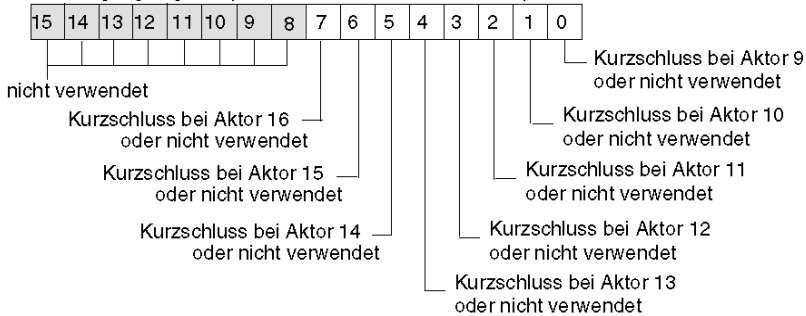 15 14 13 12 11 10 9 8 7 6 5 4 3 2 1 0
Kurzschluss bei Aktor 9
oder nicht verwendet
nicht verwendet
Kurzschluss bei Aktor 16
oder nicht verwendet
Kurzschluss bei Aktor 10
oder nicht verwendet
Kurzschluss bei Aktor 15
oder nicht verwendet
Kurzschluss bei Aktor 11
oder nicht verwendet
Kurzschluss bei Aktor 14
oder nicht verwendet
Kurzschluss bei Aktor 12
oder nicht verwendet
Kurzschluss bei Aktor 13
oder nicht verwendet